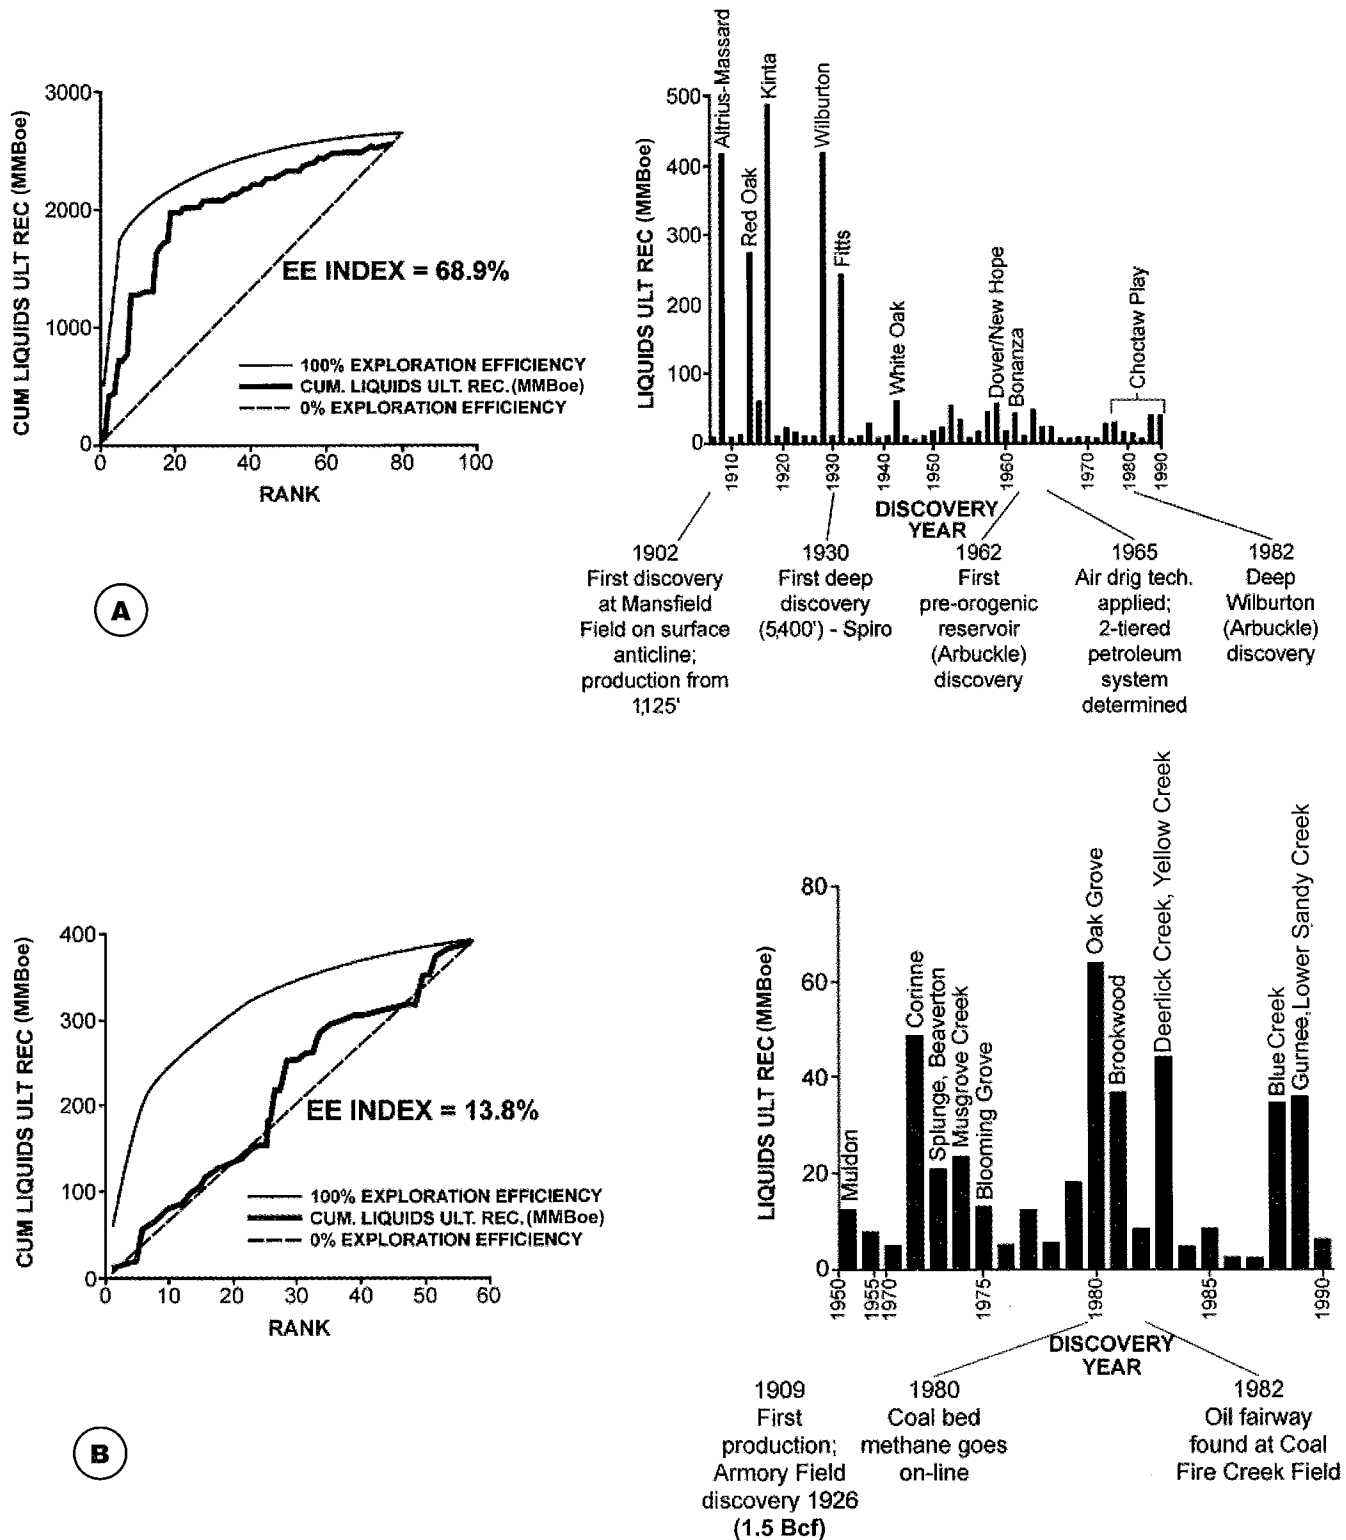 CUM LIQUIDS ULT REC (MMBoe)
3000
2000
1000
0
0
20
40
60
80
100
RANK
EE INDEX = 68.9%
100% EXPLORATION EFFICIENCY
CUM. LIQUIDS ULT. REC.(MMBoe)
0% EXPLORATION EFFICIENCY
LIQUIDS ULT REC (MMBoe)
500
400
300
200
100
0
Altrius-Massard
Red Oak
Kinta
Wilburton
Fitts
White Oak
Dover/New Hope
Bonanza
Choctaw Play
1910
1920
1930
1940
1950
1960
1970
1980
1990
DISCOVERY
YEAR
1902
First discovery
at Mansfield
Field on surface
anticline;
production from
1,125'
1930
First deep
discovery
(5,400') - Spiro
1962
First
pre-orogenic
reservoir
(Arbuckle)
discovery
1965
Air drig tech.
applied;
2-tiered
petroleum
system
determined
1982
Deep
Wilburton
(Arbuckle)
discovery
A
CUM LIQUIDS ULT REC (MMBoe)
400
300
200
100
0
0
10
20
30
40
50
60
RANK
EE INDEX = 13.8%
100% EXPLORATION EFFICIENCY
CUM. LIQUIDS ULT. REC.(MMBoe)
0% EXPLORATION EFFICIENCY
LIQUIDS ULT REC (MMBoe)
80
60
40
20
0
Muldon
Corinne
Splunge, Beaverton
Musgrove Creek
Blooming Grove
Oak Grove
Brookwood
Deerlick Creek, Yellow Creek
Blue Creek
Gurnee, Lower Sandy Creek
1950
1955
1970
1975
1980
1985
1990
DISCOVERY
YEAR
1909
First
production;
Armory Field
discovery 1926
(1.5 Bcf)
1980
Coal bed
methane goes
on-line
1982
Oil fairway
found at Coal
Fire Creek Field
B